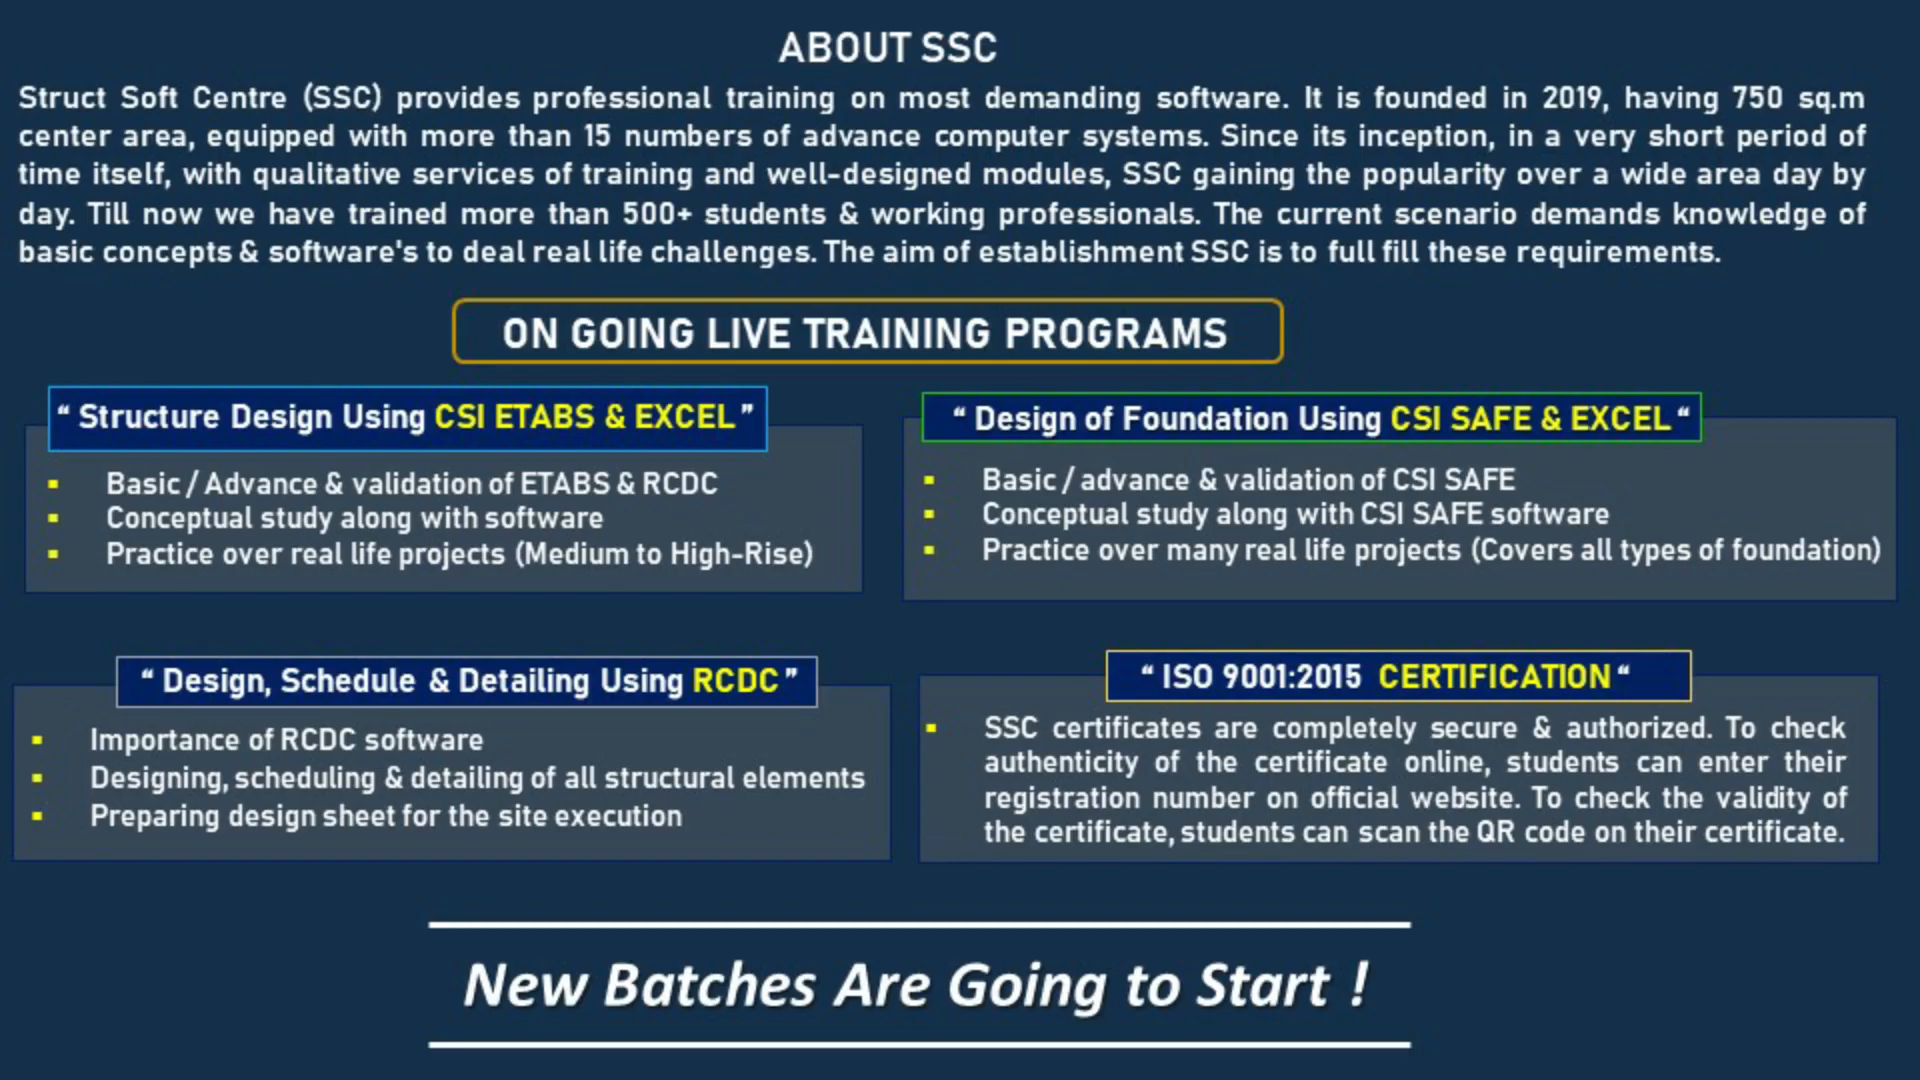 ABOUT SSC
Struct Soft Centre (SSC) provides professional training on most demanding software. It is founded in 2019, having 750 sq.m
center area, equipped with more than 15 numbers of advance computer systems. Since its inception, in a very short period of
time itself, with qualitative services of training and well-designed modules, SSC gaining the popularity over a wide area day by
day. Till now we have trained more than 500+ students & working professionals. The current scenario demands knowledge of
basic concepts & software's to deal real life challenges. The aim of establishment SSC is to full fill these requirements.
ON GOING LIVE TRAINING PROGRAMS
“ Structure Design Using CSI ETABS & EXCEL ”
▪ Basic / Advance & validation of ETABS & RCDC
▪ Conceptual study along with software
▪ Practice over real life projects (Medium to High-Rise)
“ Design of Foundation Using CSI SAFE & EXCEL “
▪ Basic / advance & validation of CSI SAFE
▪ Conceptual study along with CSI SAFE software
▪ Practice over many real life projects (Covers all types of foundation)
“ Design, Schedule & Detailing Using RCDC ”
▪ Importance of RCDC software
▪ Designing, scheduling & detailing of all structural elements
▪ Preparing design sheet for the site execution
“ ISO 9001:2015 CERTIFICATION “
▪ SSC certificates are completely secure & authorized. To check
authenticity of the certificate online, students can enter their
registration number on official website. To check the validity of
the certificate, students can scan the QR code on their certificate.
New Batches Are Going to Start !